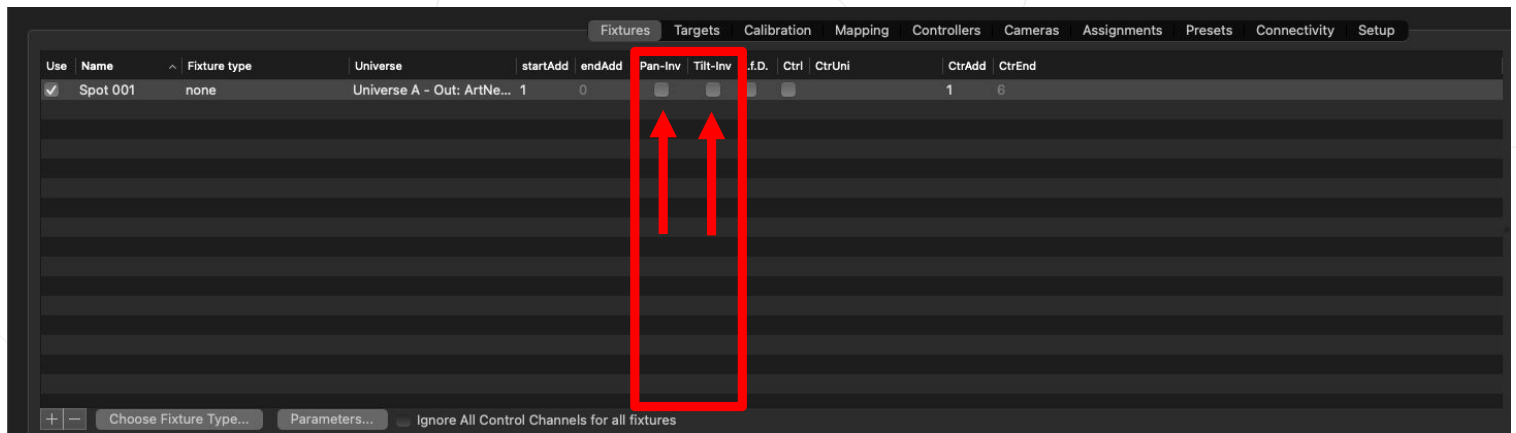 Fixtures Targets Calibration Mapping Controllers Cameras Assignments Presets Connectivity Setup
Use Name Fixture type Universe startAdd endAdd Pan-Inv Tilt-Inv .f.D. Ctrl CtrUni CtrAdd CtrEnd
Spot 001 none Universe A - Out: ArtNe... 1 0 1 6
+ - Choose Fixture Type... Parameters... Ignore All Control Channels for all fixtures